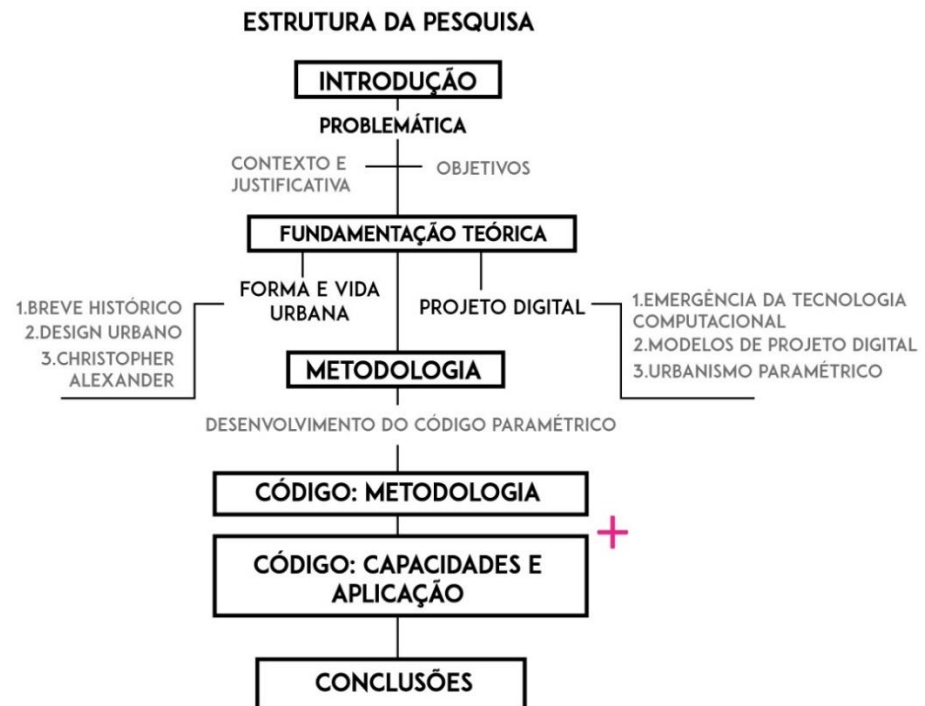 ESTRUTURA DA PESQUISA
INTRODUÇÃO
PROBLEMÁTICA
CONTEXTO E
JUSTIFICATIVA
OBJETIVOS
FUNDAMENTAÇÃO TEÓRICA
FORMA E VIDA
URBANA
1.BREVE HISTÓRICO
2.DESIGN URBANO
3.CHRISTOPHER
ALEXANDER
PROJETO DIGITAL
1.EMERGÊNCIA DA TECNOLOGIA
COMPUTACIONAL
2.MODELOS DE PROJETO DIGITAL
3.URBANISMO PARAMÉTRICO
METODOLOGIA
DESENVOLVIMENTO DO CÓDIGO PARAMÉTRICO
CÓDIGO: METODOLOGIA
+
CÓDIGO: CAPACIDADES E
APLICAÇÃO
CONCLUSÕES